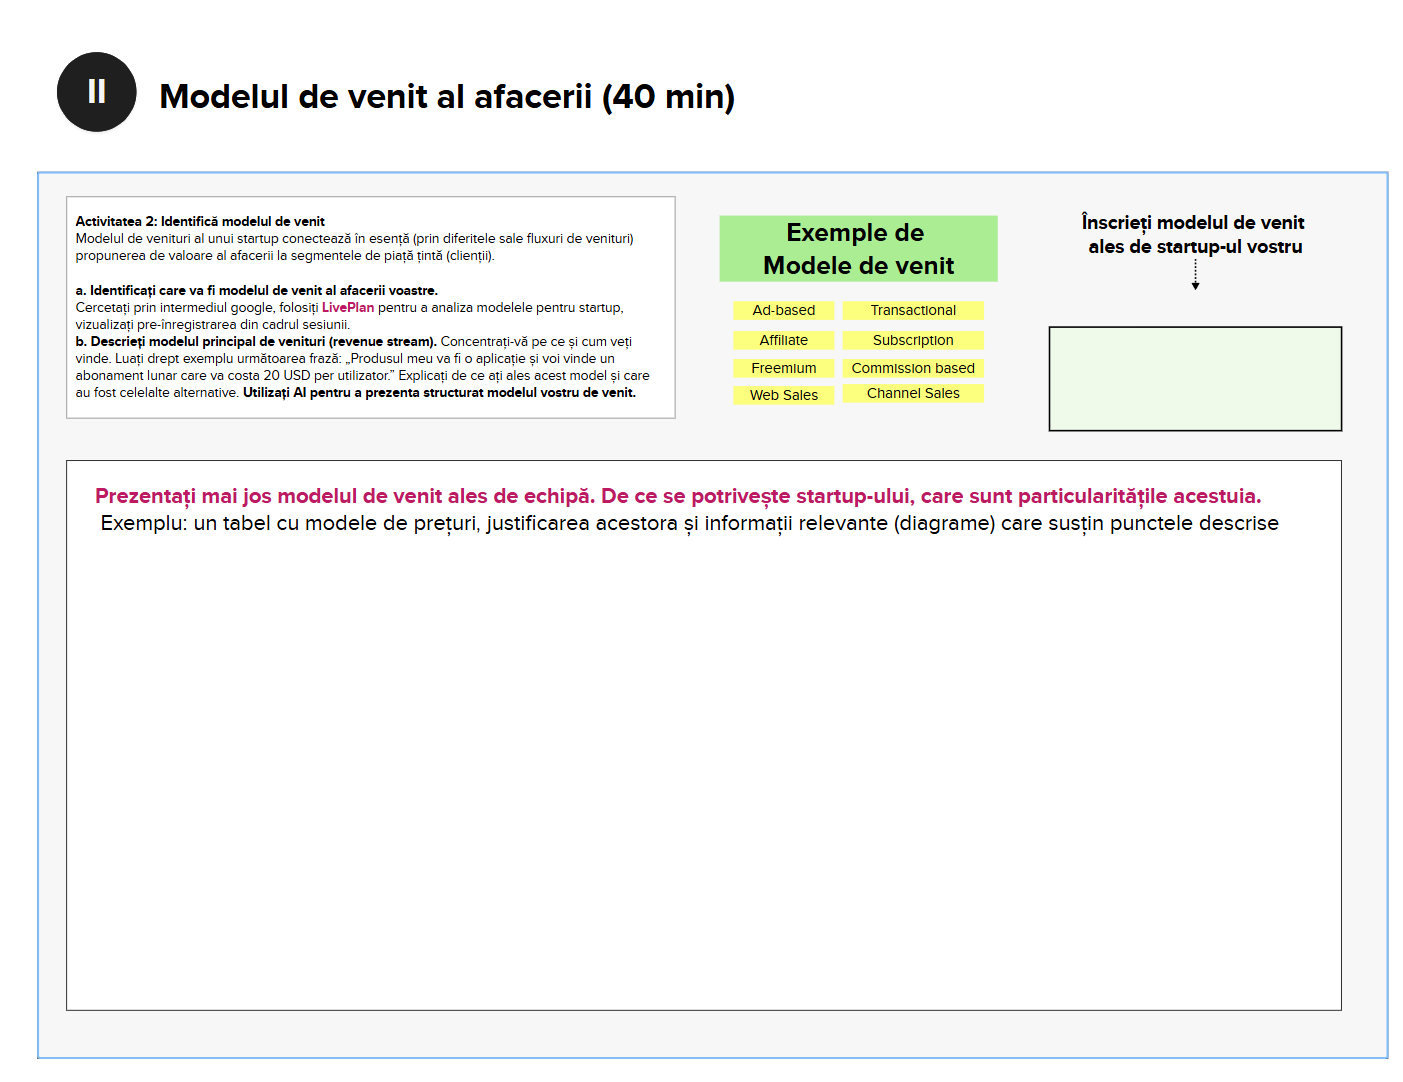 II
Modelul de venit al afacerii (40 min)
Activitatea 2: Identifică modelul de venit
Modelul de venituri al unui startup conectează în esență (prin diferitele sale fluxuri de venituri)
propunerea de valoare al afacerii la segmentele de piață țintă (clienții).
a. Identificați care va fi modelul de venit al afacerii voastre.
Cercetați prin intermediul google, folosiți LivePlan pentru a analiza modelele pentru startup,
vizualizați pre-înregistrarea din cadrul sesiunii.
b. Descrieți modelul principal de venituri (revenue stream). Concentrați-vă pe ce și cum veți
vinde. Luați drept exemplu următoarea frază: „Produsul meu va fi o aplicație și voi vinde un
abonament lunar care va costa 20 USD per utilizator.” Explicați de ce ați ales acest model și care
au fost celelalte alternative. Utilizați AI pentru a prezenta structurat modelul vostru de venit.
Exemple de
Modele de venit
Ad-based
Transactional
Affiliate
Subscription
Freemium
Commission based
Web Sales
Channel Sales
Înscrieți modelul de venit
ales de startup-ul vostru
Prezentați mai jos modelul de venit ales de echipă. De ce se potrivește startup-ului, care sunt particularitățile acestuia.
Exemplu: un tabel cu modele de prețuri, justificarea acestora și informații relevante (diagrame) care susțin punctele descrise